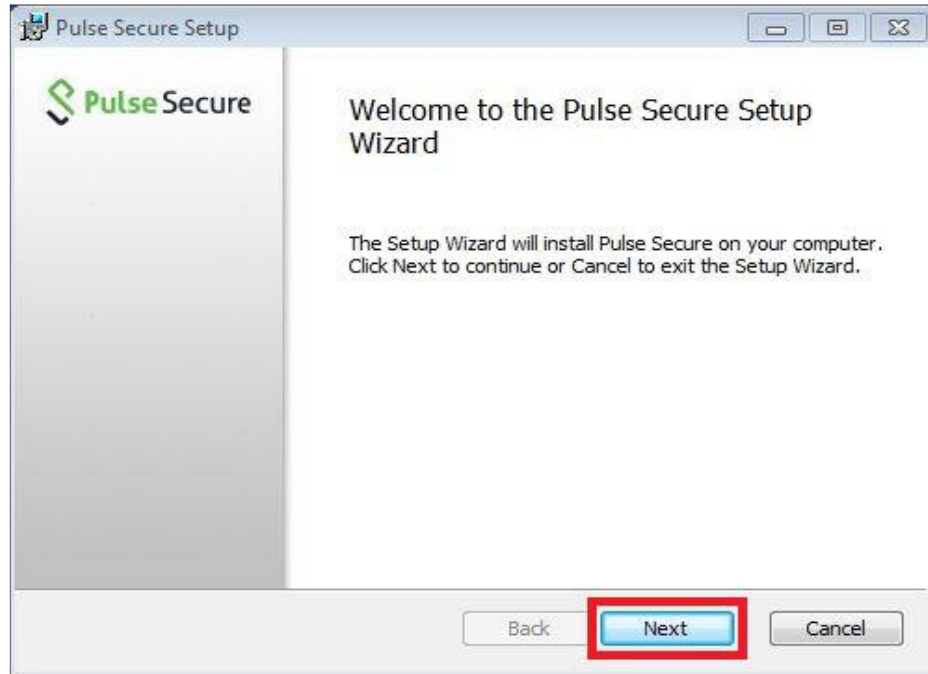 Pulse Secure Setup
Pulse Secure
Welcome to the Pulse Secure Setup
Wizard
The Setup Wizard will install Pulse Secure on your computer.
Click Next to continue or Cancel to exit the Setup Wizard.
Back
Next
Cancel